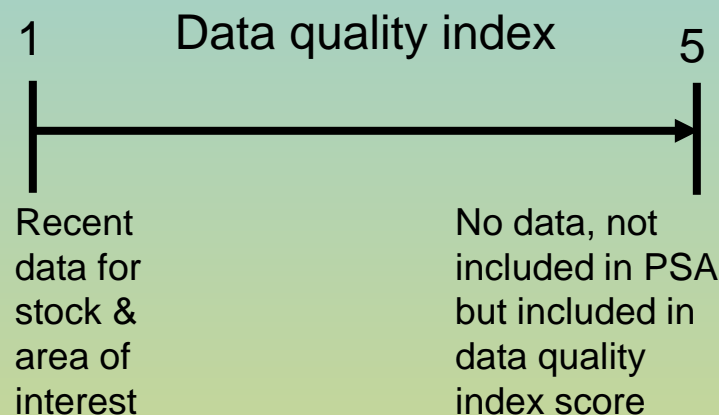 1 Data quality index 5
Recent
data for
stock &
area of
interest
No data, not
included in PSA
but included in
data quality
index score